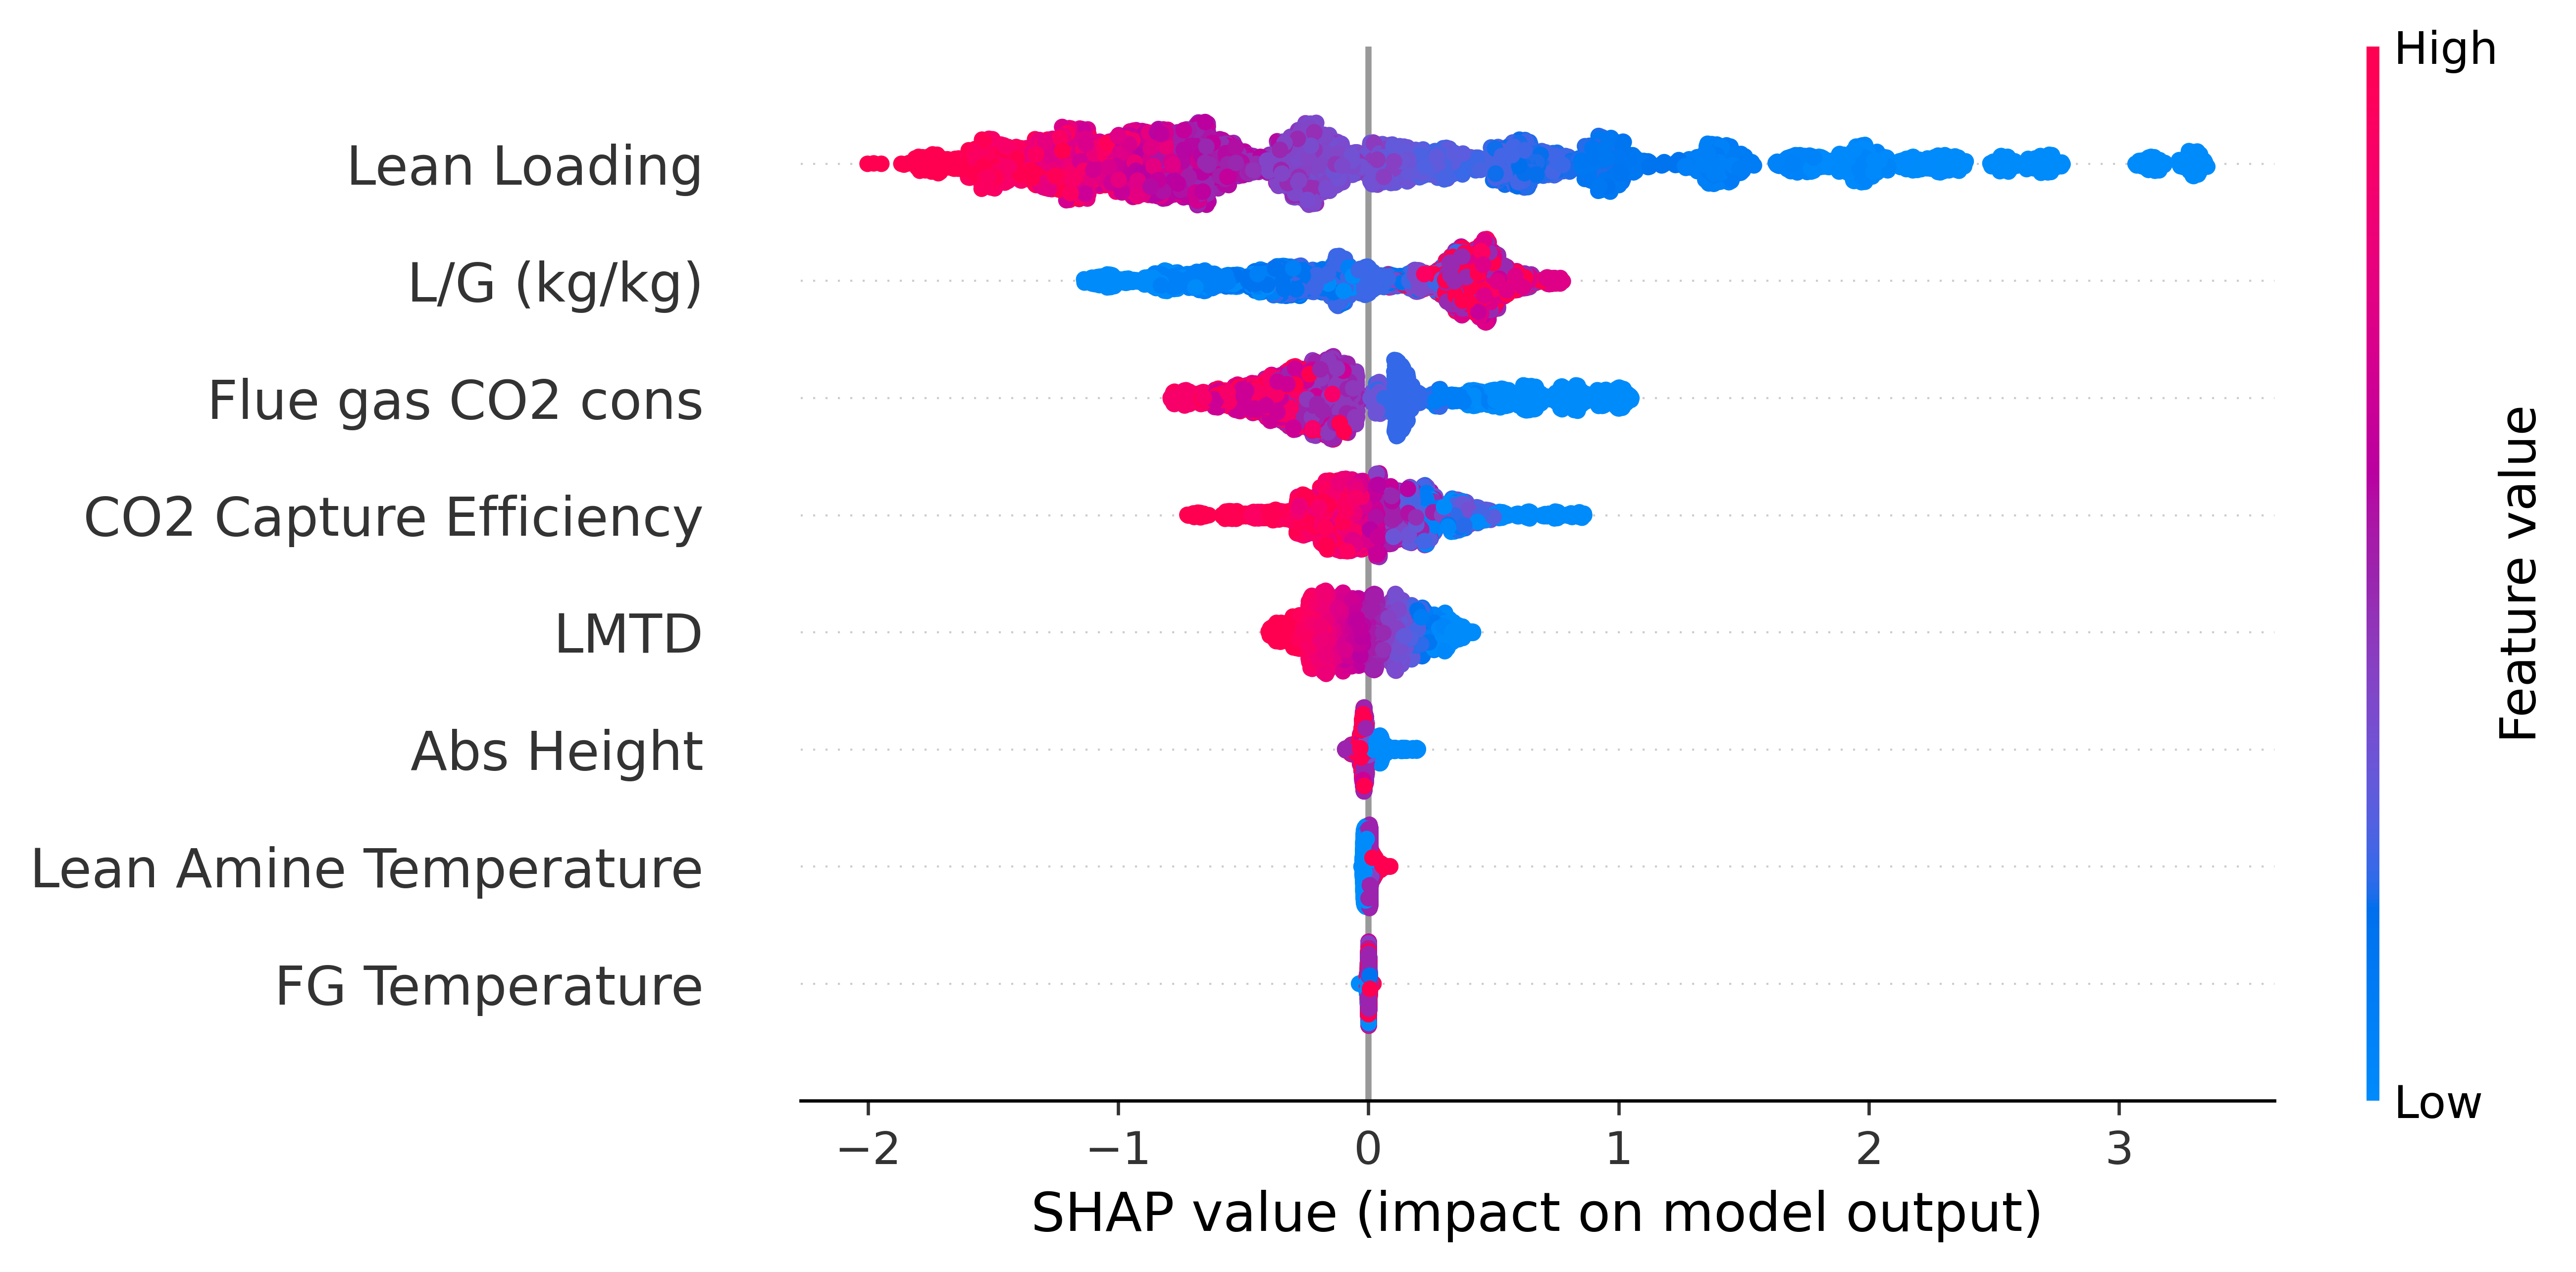 High
Lean Loading
L/G (kg/kg)
Flue gas CO2 cons
CO2 Capture Efficiency
LMTD
Abs Height
Lean Amine Temperature
FG Temperature
Feature value
Low
−2 −1 0 1 2 3
SHAP value (impact on model output)